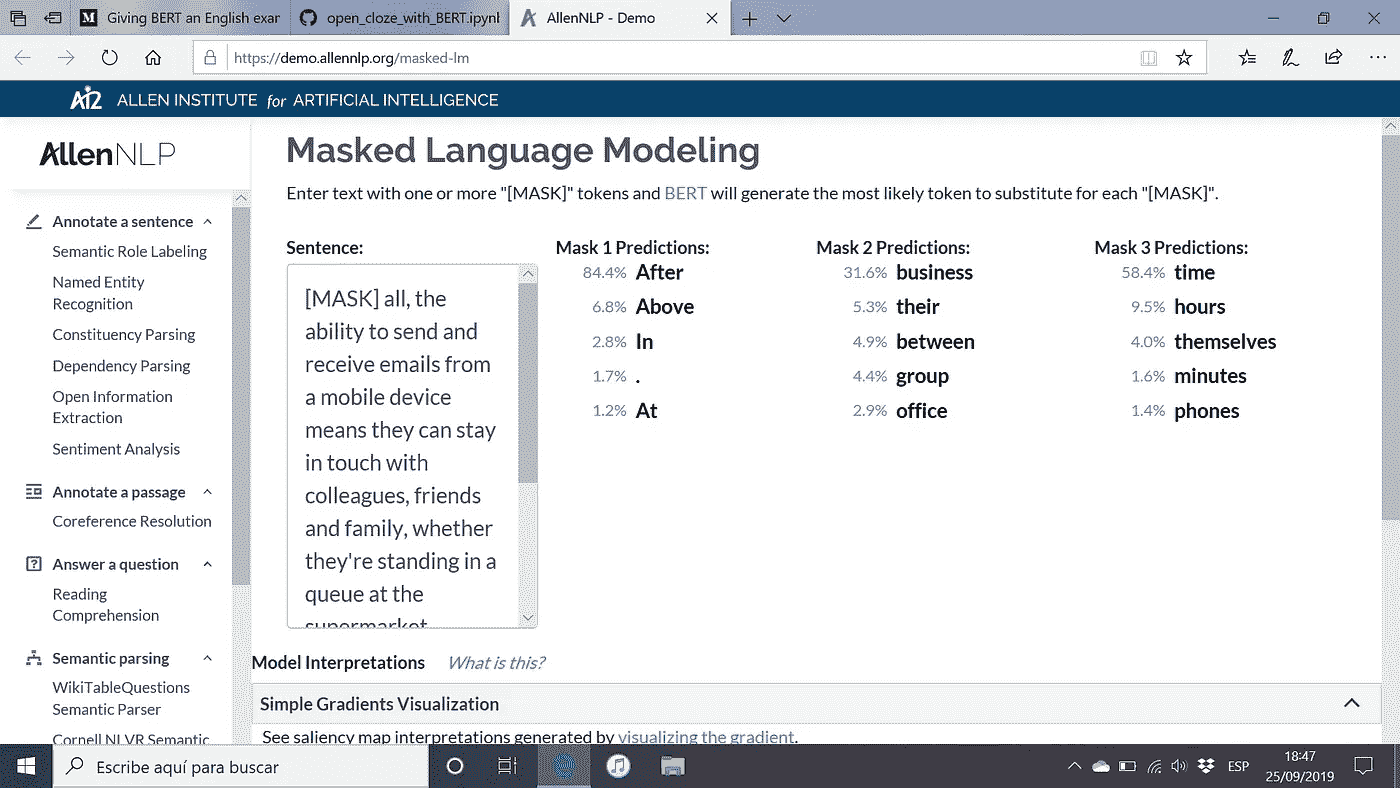 Giving BERT an English exar
open_cloze_with_BERT.ipynb
AllenNLP - Demo
https://demo.allennlp.org/masked-lm
Ai2 ALLEN INSTITUTE for ARTIFICIAL INTELLIGENCE
AllenNLP
Annotate a sentence
Semantic Role Labeling
Named Entity
Recognition
Constituency Parsing
Dependency Parsing
Open Information
Extraction
Sentiment Analysis
Annotate a passage
Coreference Resolution
Answer a question
Reading
Comprehension
Semantic parsing
WikiTableQuestions
Semantic Parser
Cornell NLVR Semantic
Masked Language Modeling
Enter text with one or more "[MASK]" tokens and BERT will generate the most likely token to substitute for each "[MASK]".
Sentence:
[MASK] all, the
ability to send and
receive emails from
a mobile device
means they can stay
in touch with
colleagues, friends
and family, whether
they're standing in a
queue at the
supermarket
Mask 1 Predictions:
84.4% After
6.8% Above
2.8% In
1.7% .
1.2% At
Mask 2 Predictions:
31.6% business
5.3% their
4.9% between
4.4% group
2.9% office
Mask 3 Predictions:
58.4% time
9.5% hours
4.0% themselves
1.6% minutes
1.4% phones
Model Interpretations What is this?
Simple Gradients Visualization
See saliency map interpretations generated by visualizing the gradient.
Escribe aquí para buscar
ESP
18:47
25/09/2019